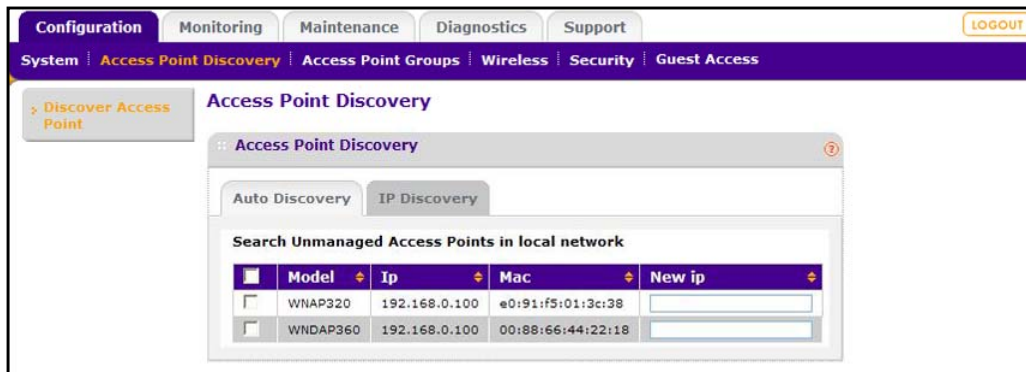 Configuration Monitoring Maintenance Diagnostics Support LOGOUT
System Access Point Discovery Access Point Groups Wireless Security Guest Access
Discover Access
Point
Access Point Discovery
Access Point Discovery ?
Auto Discovery IP Discovery
Search Unmanaged Access Points in local network
Model Ip Mac New ip
WNAP320 192.168.0.100 e0:91:f5:01:3c:38
WNDAP360 192.168.0.100 00:88:66:44:22:18